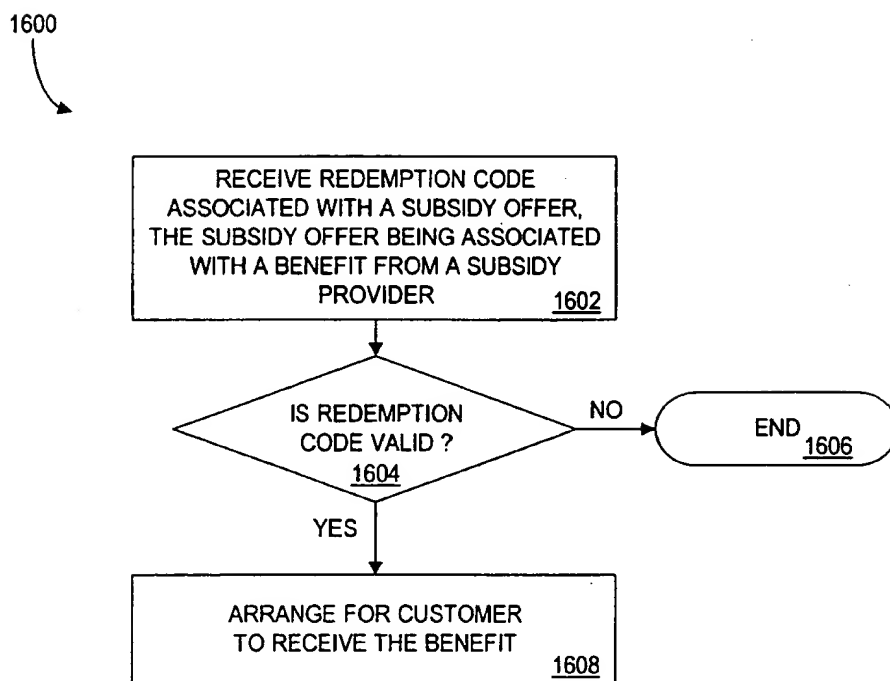 1600
RECEIVE REDEMPTION CODE
ASSOCIATED WITH A SUBSIDY OFFER,
THE SUBSIDY OFFER BEING ASSOCIATED
WITH A BENEFIT FROM A SUBSIDY
PROVIDER
1602
IS REDEMPTION
CODE VALID ?
1604
NO
END
1606
YES
ARRANGE FOR CUSTOMER
TO RECEIVE THE BENEFIT
1608